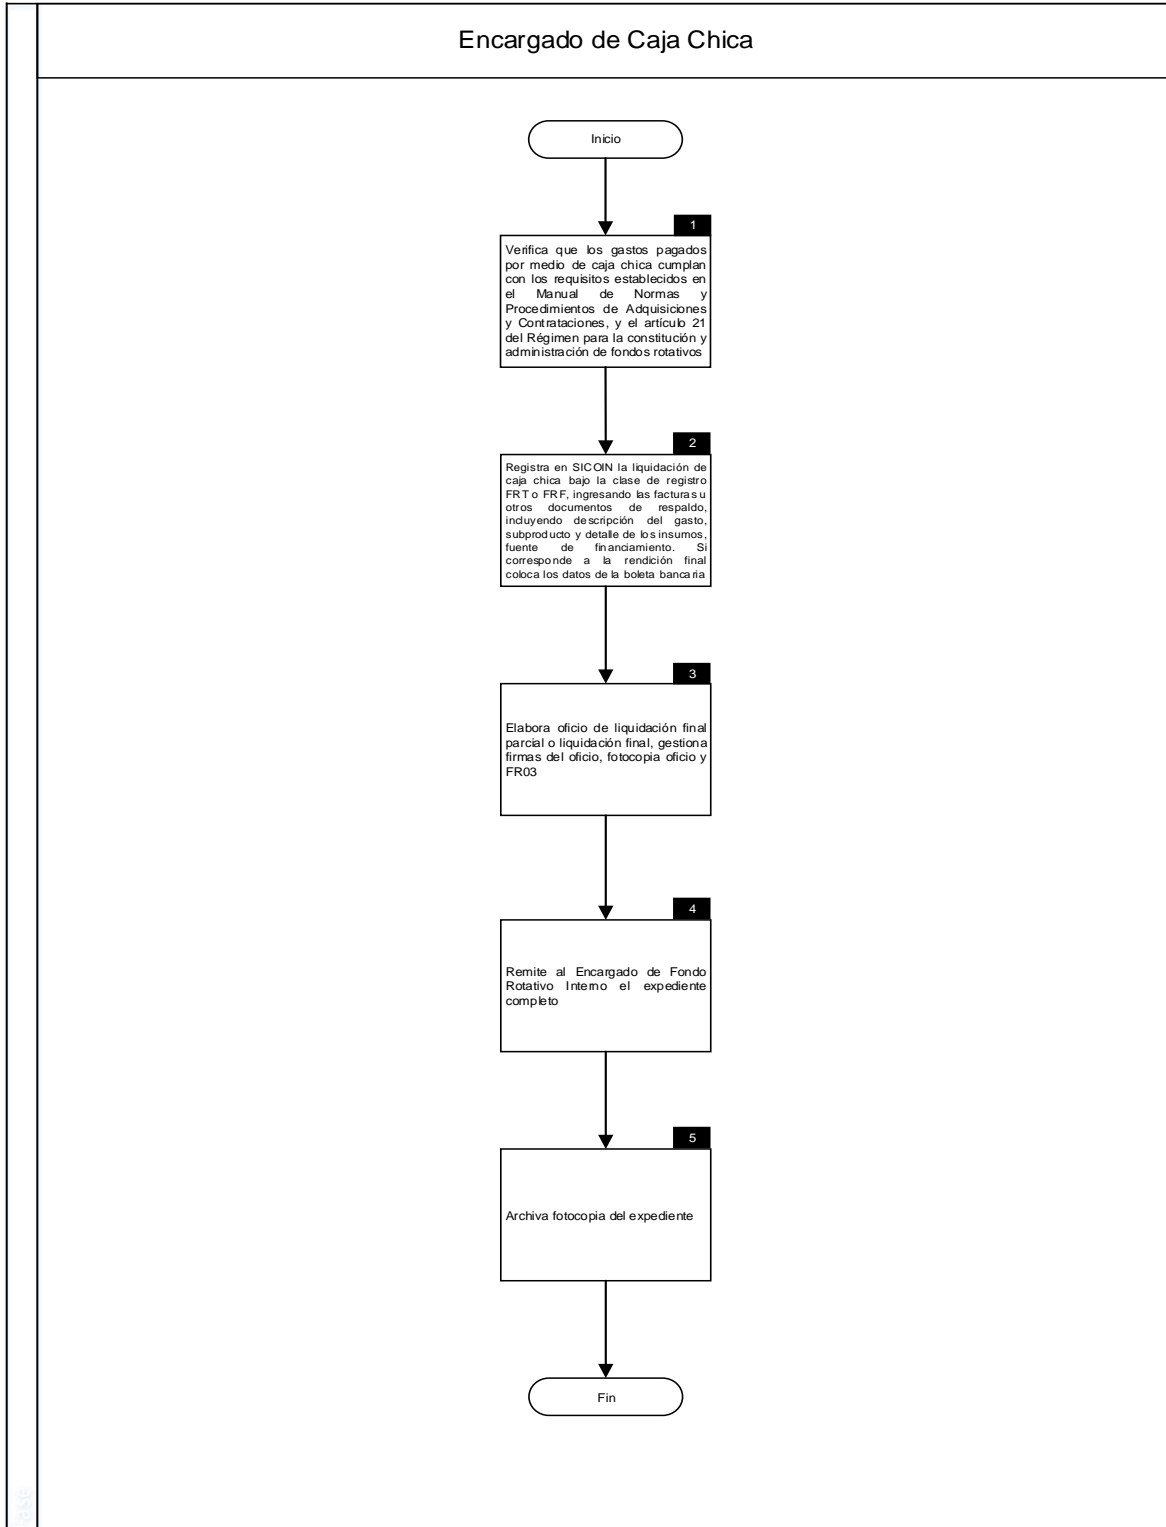 Encargado de Caja Chica
Inicio
1
Verifica que los gastos pagados
por medio de caja chica cumplan
con los requisitos establecidos en
el Manual de Normas y
Procedimientos de Adquisiciones
y Contrataciones, y el artículo 21
del Régimen para la constitución y
administración de fondos rotativos
2
Registra en SICOIN la liquidación de
caja chica bajo la clase de registro
FRT o FRF, ingresando las facturas u
otros documentos de respaldo,
incluyendo descripción del gasto,
subproducto y detalle de los insumos,
fuente de financiamiento. Si
corresponde a la rendición final
coloca los datos de la boleta bancaria
3
Elabora oficio de liquidación final
parcial o liquidación final, gestiona
firmas del oficio, fotocopia oficio y
FR03
4
Remite al Encargado de Fondo
Rotativo Interno el expediente
completo
5
Archiva fotocopia del expediente
Fin